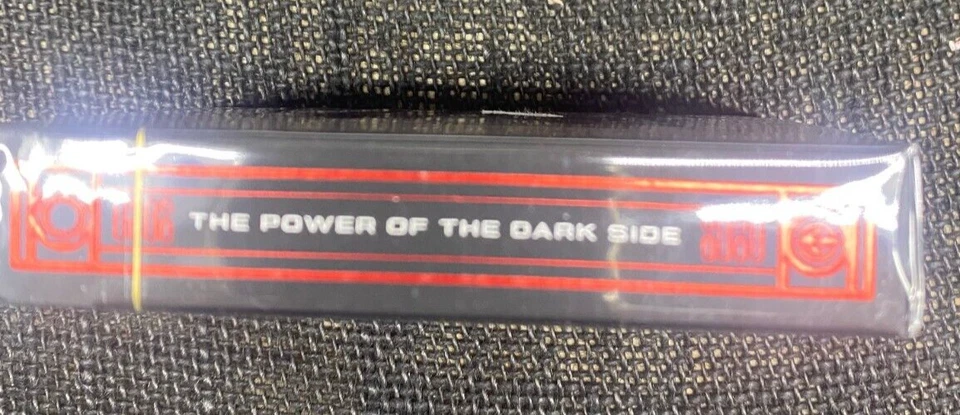 THE POWER OF THE DARK SIDE